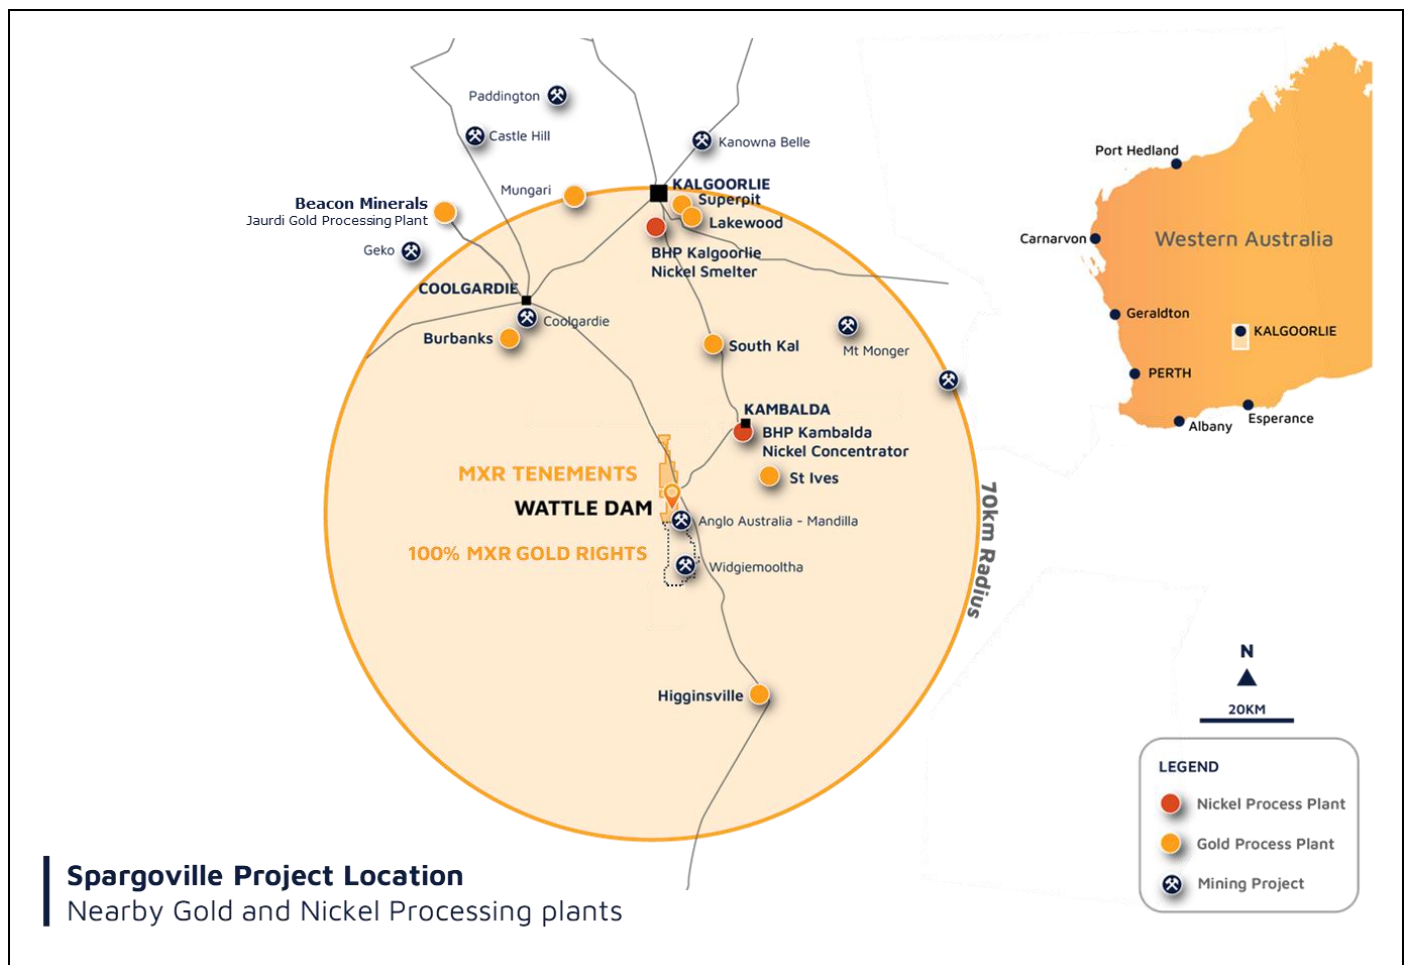 Paddington
Castle Hill
Kanowna Belle
Mungari
KALGOORLIE
Superpit
Lakewood
Beacon Minerals
Jaurdi Gold Processing Plant
Geko
BHP Kalgoorlie
Nickel Smelter
COOLGARDIE
Coolgardie
Burbanks
South Kal
Mt Monger
KAMBALDA
BHP Kambalda
Nickel Concentrator
St Ives
MXR TENEMENTS
WATTLE DAM
Anglo Australia - Mandilla
100% MXR GOLD RIGHTS
Widgiemooltha
Higginsville
70km Radius
Port Hedland
Carnarvon
Western Australia
Geraldton
KALGOORLIE
PERTH
Albany
Esperance
N
20KM
LEGEND
Nickel Process Plant
Gold Process Plant
Mining Project
Spargoville Project Location
Nearby Gold and Nickel Processing plants